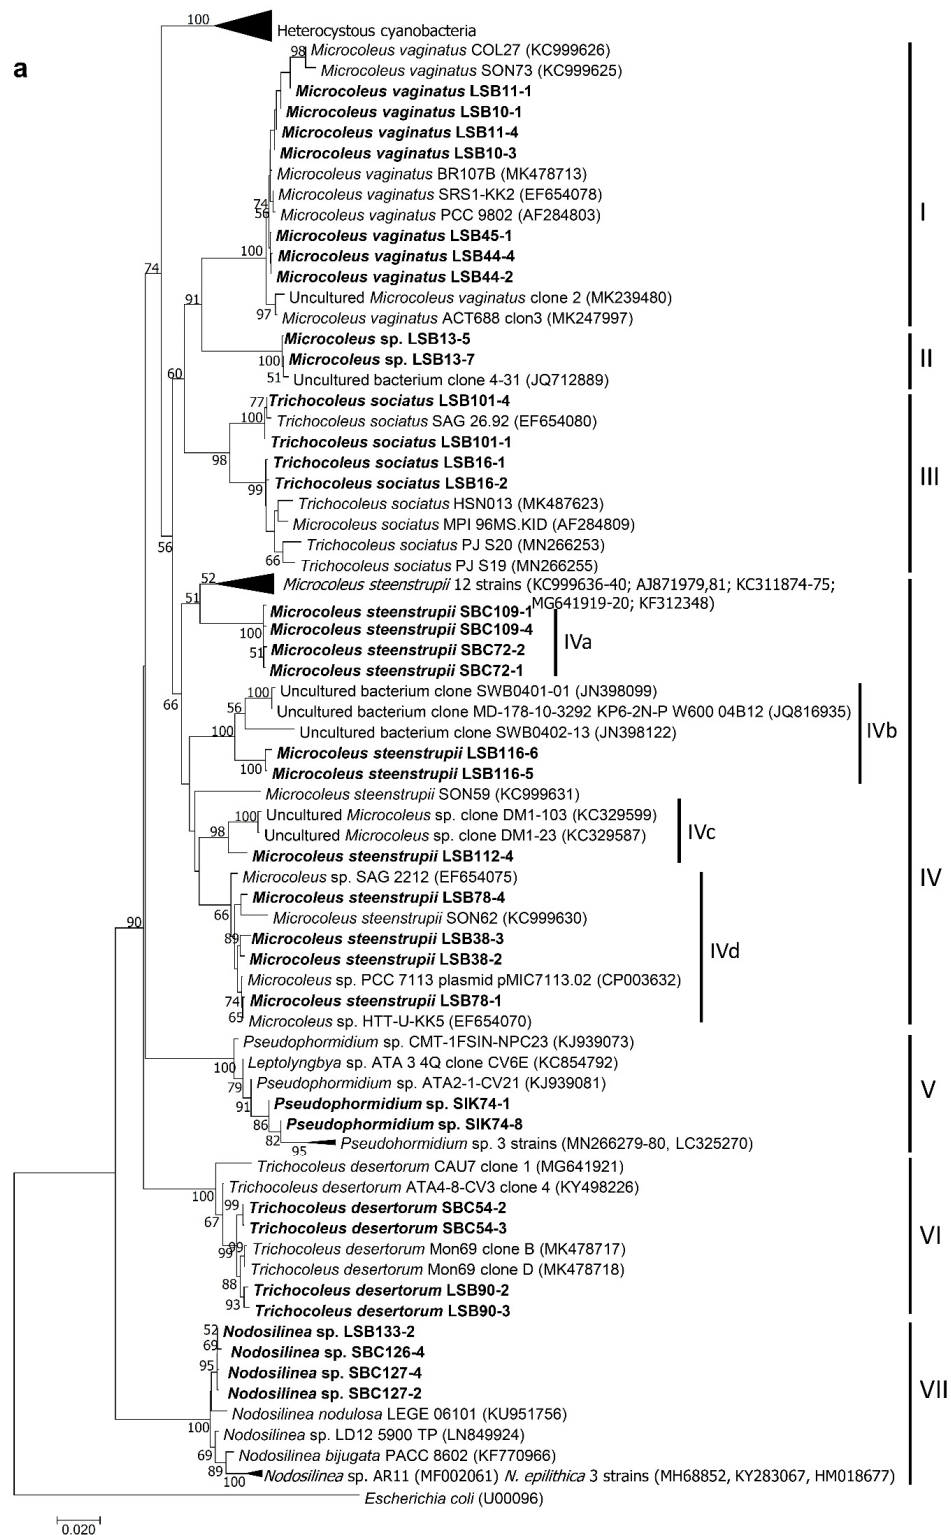 100
Heterocystous cyanobacteria
a
98 Microcoleus vaginatus COL27 (KC999626)
Microcoleus vaginatus SON73 (KC999625)
Microcoleus vaginatus LSB11-1
Microcoleus vaginatus LSB10-1
Microcoleus vaginatus LSB11-4
Microcoleus vaginatus LSB10-3
Microcoleus vaginatus BR107B (MK478713)
Microcoleus vaginatus SRS1-KK2 (EF654078)
74
56 Microcoleus vaginatus PCC 9802 (AF284803)
I
Microcoleus vaginatus LSB45-1
100 Microcoleus vaginatus LSB44-4
74
Microcoleus vaginatus LSB44-2
91 Uncultured Microcoleus vaginatus clone 2 (MK239480)
97 Microcoleus vaginatus ACT688 clon3 (MK247997)
Microcoleus sp. LSB13-5
100 Microcoleus sp. LSB13-7
II
60 51 Uncultured bacterium clone 4-31 (JQ712889)
77 Trichocoleus sociatus LSB101-4
100 Trichocoleus sociatus SAG 26.92 (EF654080)
Trichocoleus sociatus LSB101-1
98 Trichocoleus sociatus LSB16-1
III
99 Trichocoleus sociatus LSB16-2
Trichocoleus sociatus HSN013 (MK487623)
Microcoleus sociatus MPI 96MS.KID (AF284809)
56 Trichocoleus sociatus PJ S20 (MN266253)
66 Trichocoleus sociatus PJ S19 (MN266255)
52 Microcoleus steenstrupii 12 strains (KC999636-40; AJ871979,81; KC311874-75;
51 MG641919-20; KF312348)
Microcoleus steenstrupii SBC109-1
100 Microcoleus steenstrupii SBC109-4
IVa
51 Microcoleus steenstrupii SBC72-2
Microcoleus steenstrupii SBC72-1
100 Uncultured bacterium clone SWB0401-01 (JN398099)
66 56 Uncultured bacterium clone MD-178-10-3292 KP6-2N-P W600 04B12 (JQ816935)
100 Uncultured bacterium clone SWB0402-13 (JN398122)
IVb
Microcoleus steenstrupii LSB116-6
100 Microcoleus steenstrupii LSB116-5
Microcoleus steenstrupii SON59 (KC999631)
100 Uncultured Microcoleus sp. clone DM1-103 (KC329599)
98 Uncultured Microcoleus sp. clone DM1-23 (KC329587)
IVc
Microcoleus steenstrupii LSB112-4
Microcoleus sp. SAG 2212 (EF654075)
IV
Microcoleus steenstrupii LSB78-4
90 66 Microcoleus steenstrupii SON62 (KC999630)
89 Microcoleus steenstrupii LSB38-3
IVd
Microcoleus steenstrupii LSB38-2
Microcoleus sp. PCC 7113 plasmid pMIC7113.02 (CP003632)
74 Microcoleus steenstrupii LSB78-1
65 Microcoleus sp. HTT-U-KK5 (EF654070)
Pseudophormidium sp. CMT-1FSIN-NPC23 (KJ939073)
100 Leptolyngbya sp. ATA 3 4Q clone CV6E (KC854792)
79 Pseudophormidium sp. ATA2-1-CV21 (KJ939081)
V
91 Pseudophormidium sp. SIK74-1
86 Pseudophormidium sp. SIK74-8
82 95 Pseudohormidium sp. 3 strains (MN266279-80, LC325270)
Trichocoleus desertorum CAU7 clone 1 (MG641921)
100 Trichocoleus desertorum ATA4-8-CV3 clone 4 (KY498226)
67 99 Trichocoleus desertorum SBC54-2
Trichocoleus desertorum SBC54-3
VI
99 99 Trichocoleus desertorum Mon69 clone B (MK478717)
Trichocoleus desertorum Mon69 clone D (MK478718)
88 Trichocoleus desertorum LSB90-2
93 Trichocoleus desertorum LSB90-3
52 Nodosilinea sp. LSB133-2
69 Nodosilinea sp. SBC126-4
95 Nodosilinea sp. SBC127-4
Nodosilinea sp. SBC127-2
VII
Nodosilinea nodulosa LEGE 06101 (KU951756)
100 Nodosilinea sp. LD12 5900 TP (LN849924)
69 Nodosilinea bijugata PACC 8602 (KF770966)
89 100 Nodosilinea sp. AR11 (MF002061) N. epilithica 3 strains (MH68852, KY283067, HM018677)
Escherichia coli (U00096)
0.020